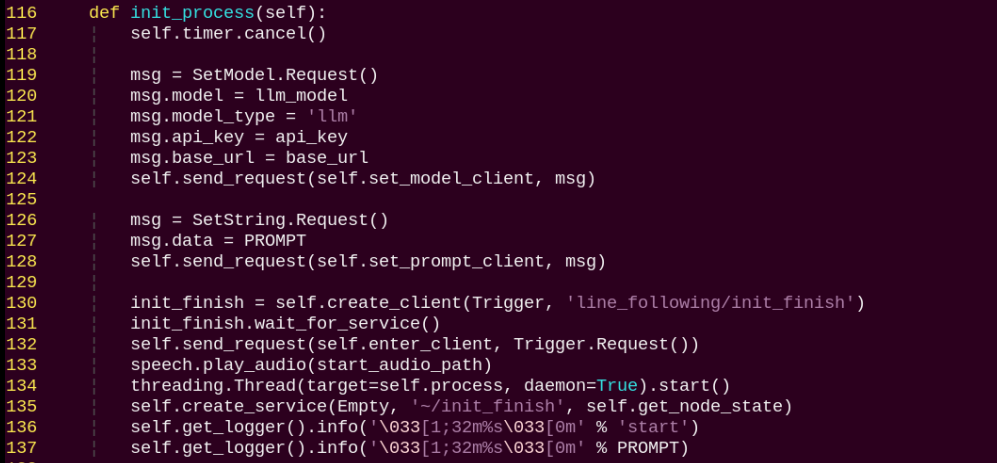 116     def init_process(self):
117         self.timer.cancel()
118
119         msg = SetModel.Request()
120         msg.model = llm_model
121         msg.model_type = 'llm'
122         msg.api_key = api_key
123         msg.base_url = base_url
124         self.send_request(self.set_model_client, msg)
125
126         msg = SetString.Request()
127         msg.data = PROMPT
128         self.send_request(self.set_prompt_client, msg)
129
130         init_finish = self.create_client(Trigger, 'line_following/init_finish')
131         init_finish.wait_for_service()
132         self.send_request(self.enter_client, Trigger.Request())
133         speech.play_audio(start_audio_path)
134         threading.Thread(target=self.process, daemon=True).start()
135         self.create_service(Empty, '~/init_finish', self.get_node_state)
136         self.get_logger().info('\033[1;32m%s\033[0m' % 'start')
137         self.get_logger().info('\033[1;32m%s\033[0m' % PROMPT)